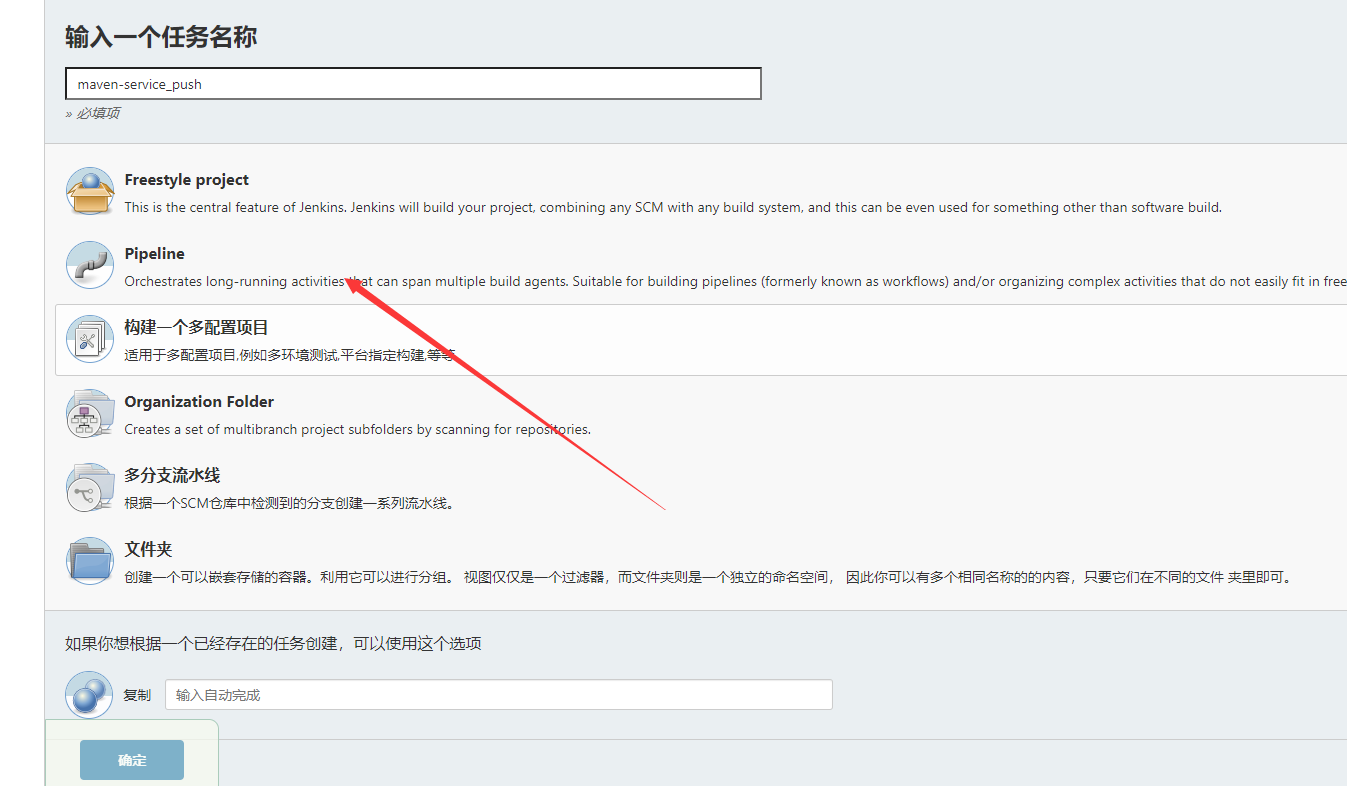 输入一个任务名称
maven-service_push
» 必填项
Freestyle project
This is the central feature of Jenkins. Jenkins will build your project, combining any SCM with any build system, and this can be even used for something other than software build.
Pipeline
Orchestrates long-running activities that can span multiple build agents. Suitable for building pipelines (formerly known as workflows) and/or organizing complex activities that do not easily fit in free
构建一个多配置项目
适用于多配置项目,例如多环境测试,平台指定构建,等等
Organization Folder
Creates a set of multibranch project subfolders by scanning for repositories.
多分支流水线
根据一个SCM仓库中检测到的分支创建一系列流水线。
文件夹
创建一个可以嵌套存储的容器。利用它可以进行分组。 视图仅仅是一个过滤器，而文件夹则是一个独立的命名空间， 因此你可以有多个相同名称的的内容，只要它们在不同的文件 夹里即可。
如果你想根据一个已经存在的任务创建，可以使用这个选项
复制 输入自动完成
确定